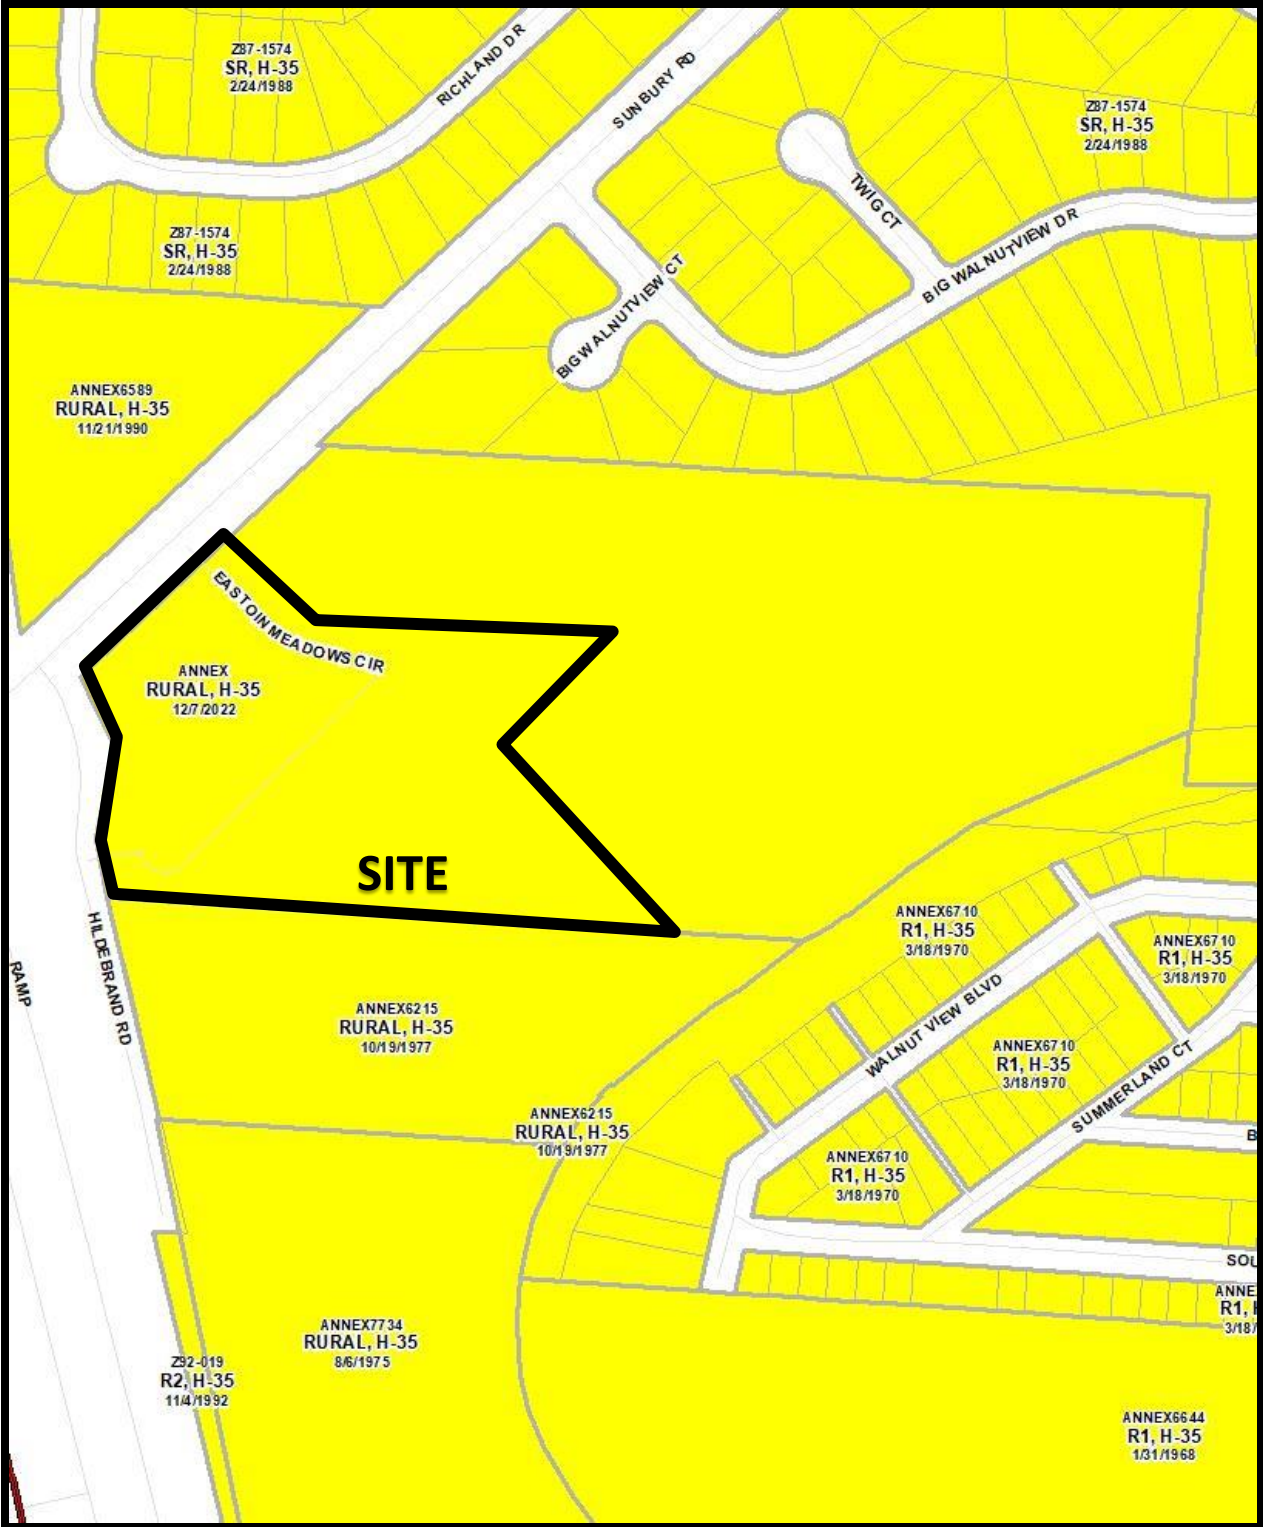 Z87-1574
SR, H-35
2/24/1988
RICHLAND DR
SUNBURY RD
Z87-1574
SR, H-35
2/24/1988
TWIG CT
BIG WALNUTVIEW DR
Z87-1574
SR, H-35
2/24/1988
BIG WALNUTVIEW CT
ANNEX6589
RURAL, H-35
11/21/1990
EASTOIN MEADOWS CIR
ANNEX
RURAL, H-35
12/7/2022
SITE
HILDEBRAND RD
RAMP
ANNEX6710
R1, H-35
3/18/1970
ANNEX6710
R1, H-35
3/18/1970
WALNUT VIEW BLVD
ANNEX6215
RURAL, H-35
10/19/1977
ANNEX6710
R1, H-35
3/18/1970
SUMMERLAND CT
ANNEX6215
RURAL, H-35
10/19/1977
B
ANNEX6710
R1, H-35
3/18/1970
SOU
ANNE
R1, H
3/18/
ANNEX7734
RURAL, H-35
8/6/1975
Z92-019
R2, H-35
11/4/1992
ANNEX6644
R1, H-35
1/31/1968